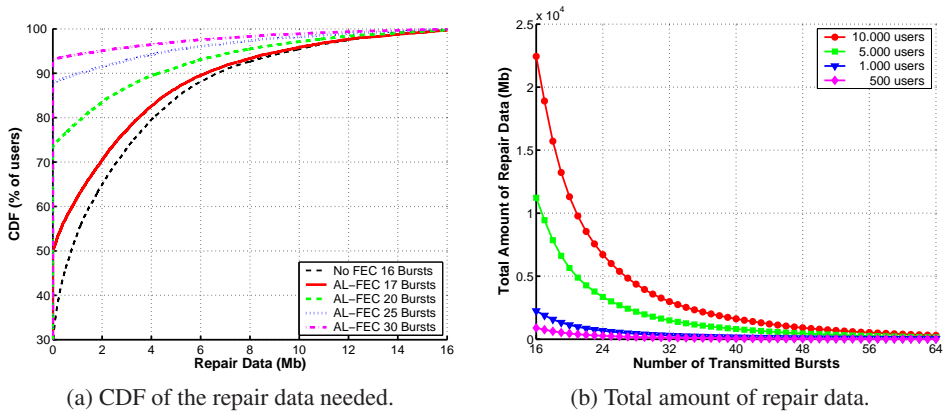 100
90
80
70
60
50
40
30
0
2
4
6
8
10
12
14
16
CDF (% of users)
Repair Data (Mb)
No FEC 16 Bursts
AL-FEC 17 Bursts
AL-FEC 20 Bursts
AL-FEC 25 Bursts
AL-FEC 30 Bursts
(a) CDF of the repair data needed.
x 10^4
2.5
2
1.5
1
0.5
0
16
24
32
40
48
56
64
Total Amount of Repair Data (Mb)
Number of Transmitted Bursts
10.000 users
5.000 users
1.000 users
500 users
(b) Total amount of repair data.